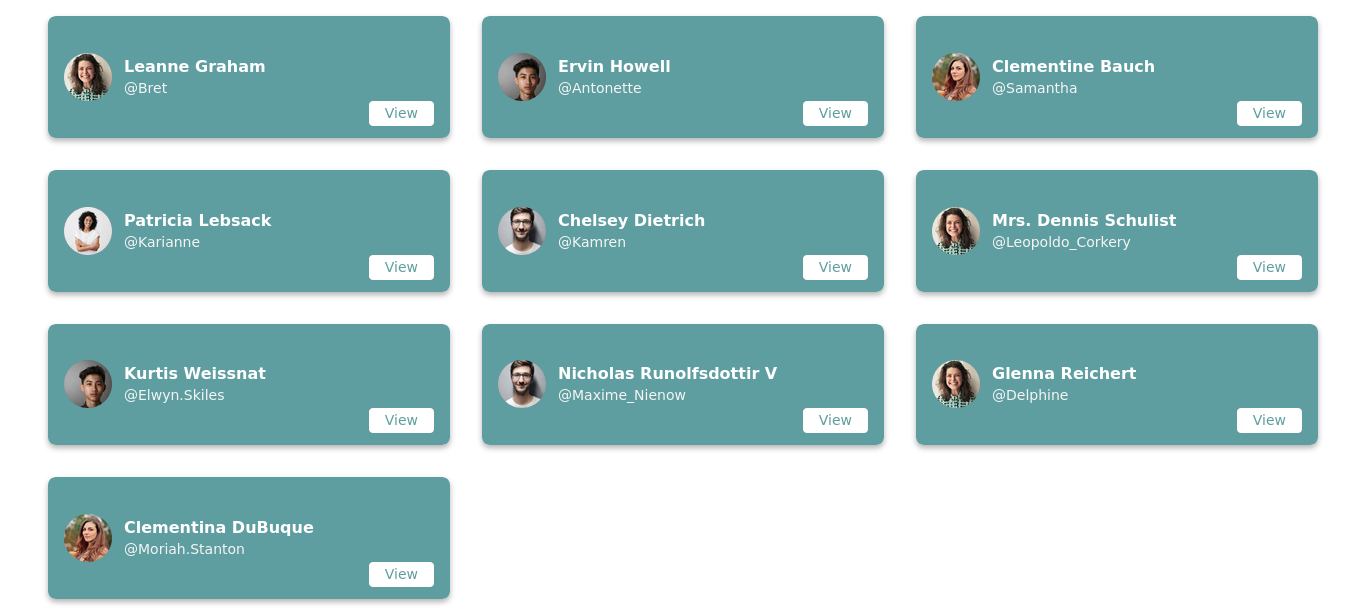 Leanne Graham
@Bret
View
Ervin Howell
@Antonette
View
Clementine Bauch
@Samantha
View
Patricia Lebsack
@Karianne
View
Chelsey Dietrich
@Kamren
View
Mrs. Dennis Schulist
@Leopoldo_Corkery
View
Kurtis Weissnat
@Elwyn.Skiles
View
Nicholas Runolfsdottir V
@Maxime_Nienow
View
Glenna Reichert
@Delphine
View
Clementina DuBuque
@Moriah.Stanton
View